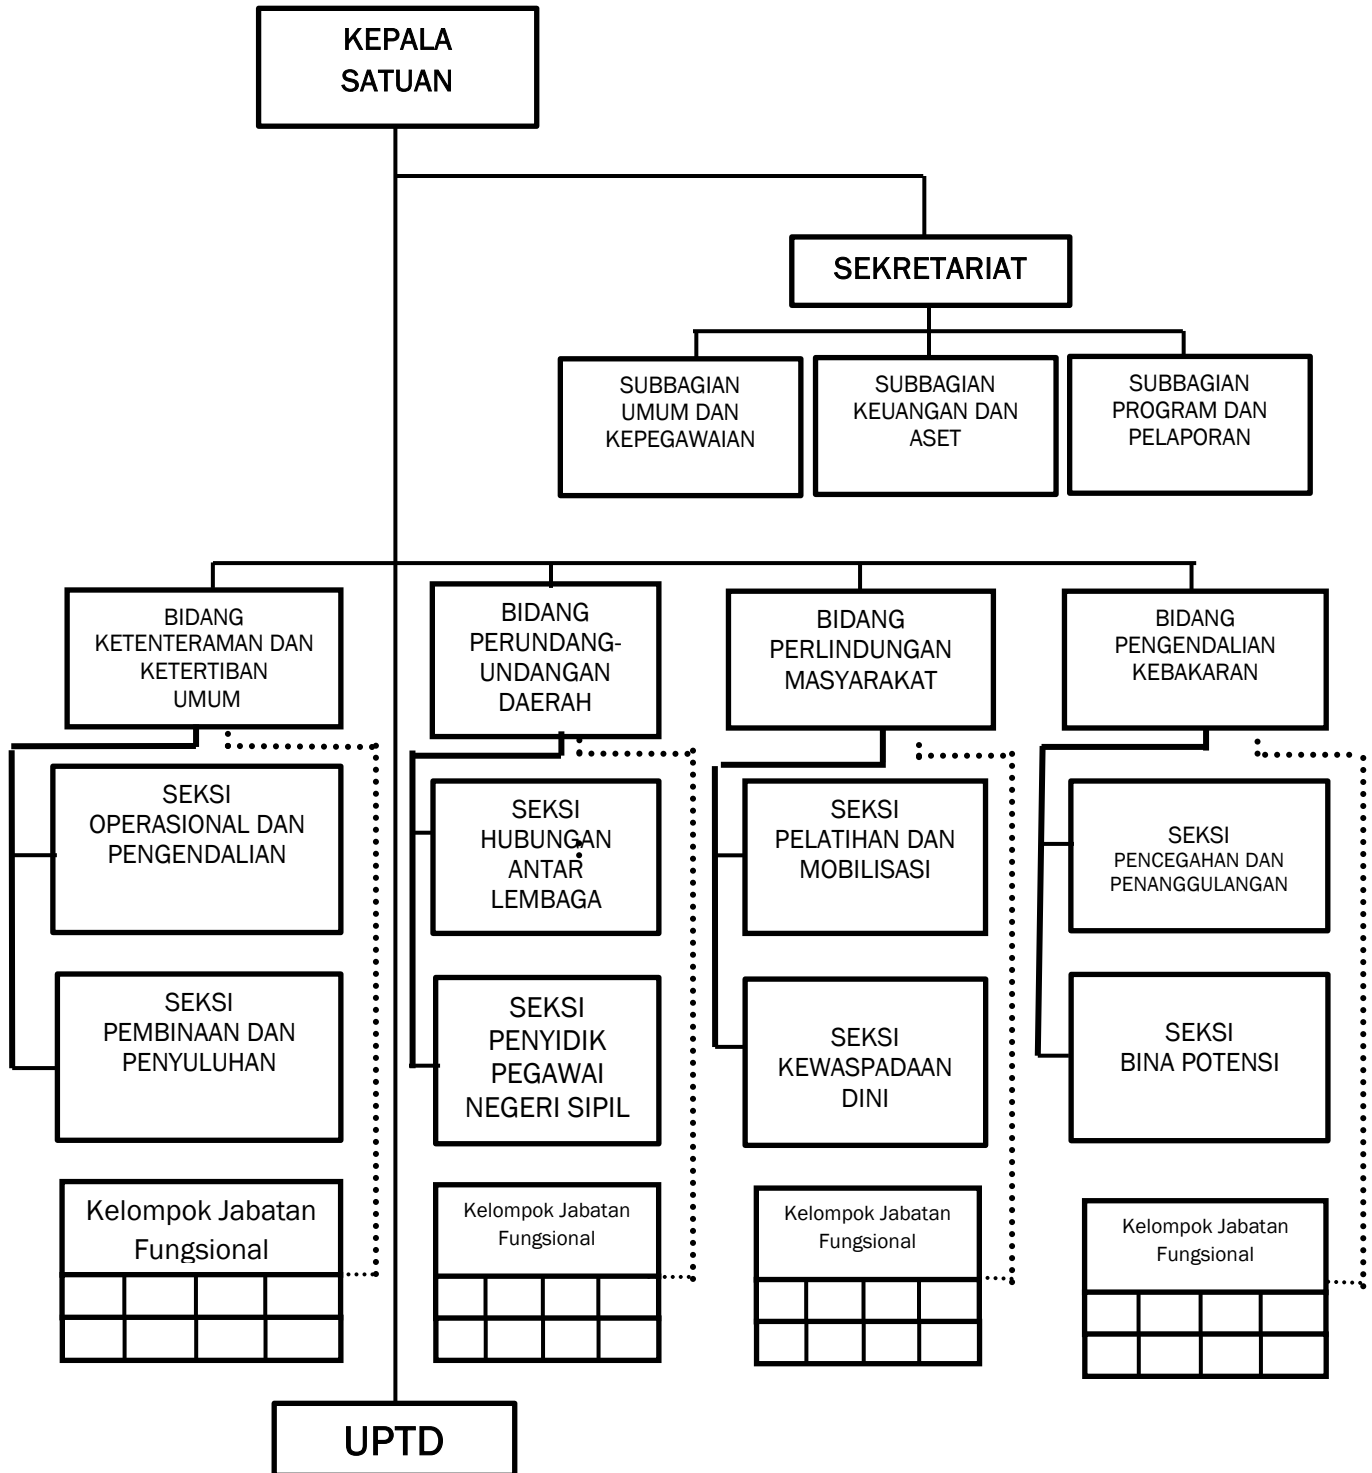 KEPALA
SATUAN
SEKRETARIAT
SUBBAGIAN
UMUM DAN
KEPEGAWAIAN
SUBBAGIAN
KEUANGAN DAN
ASET
SUBBAGIAN
PROGRAM DAN
PELAPORAN
BIDANG
KETENTERAMAN DAN
KETERTIBAN
UMUM
BIDANG
PERUNDANG-
UNDANGAN
DAERAH
BIDANG
PERLINDUNGAN
MASYARAKAT
BIDANG
PENGENDALIAN
KEBAKARAN
SEKSI
OPERASIONAL DAN
PENGENDALIAN
SEKSI
HUBUNGAN
ANTAR
LEMBAGA
SEKSI
PELATIHAN DAN
MOBILISASI
SEKSI
PENCEGAHAN DAN
PENANGGULANGAN
SEKSI
PEMBINAAN DAN
PENYULUHAN
SEKSI
PENYIDIK
PEGAWAI
NEGERI SIPIL
SEKSI
KEWASPADAAN
DINI
SEKSI
BINA POTENSI
Kelompok Jabatan
Fungsional
Kelompok Jabatan
Fungsional
Kelompok Jabatan
Fungsional
Kelompok Jabatan
Fungsional
UPTD